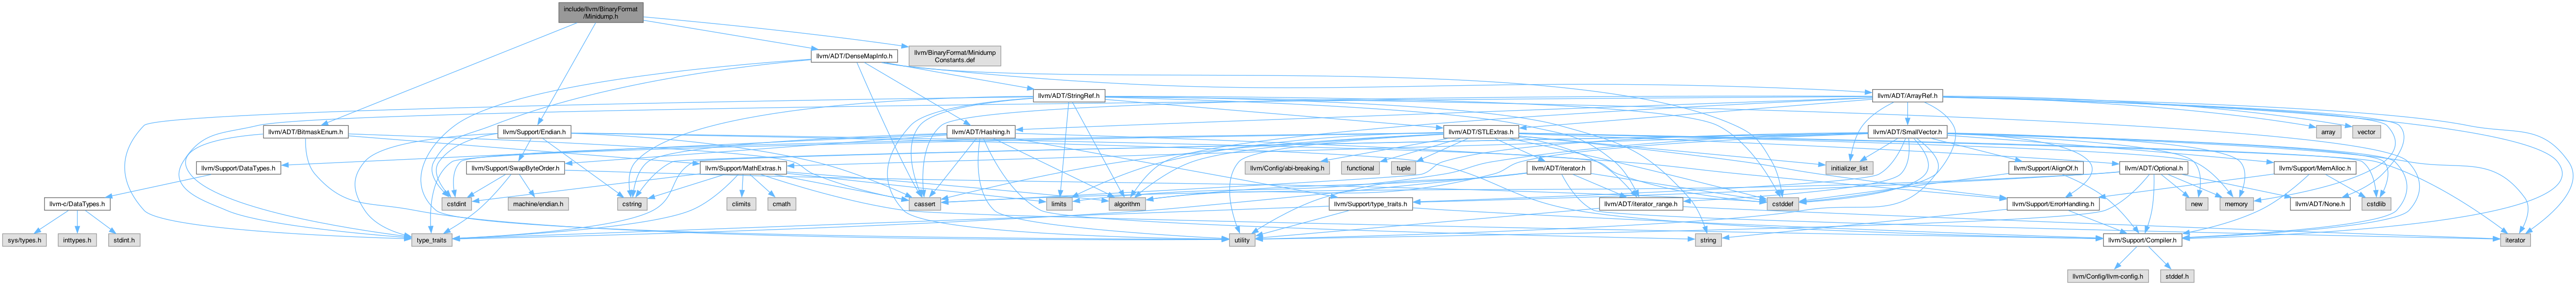 include/llvm/BinaryFormat
/Minidump.h
llvm/BinaryFormat/Minidump
Constants.def
llvm/ADT/DenseMapInfo.h
llvm/ADT/StringRef.h
llvm/ADT/ArrayRef.h
llvm/ADT/BitmaskEnum.h
llvm/Support/Endian.h
llvm/ADT/Hashing.h
llvm/ADT/STLExtras.h
llvm/ADT/SmallVector.h
array
vector
llvm/Support/DataTypes.h
llvm/Support/SwapByteOrder.h
llvm/Support/MathExtras.h
llvm/Config/abi-breaking.h
functional
tuple
llvm/ADT/iterator.h
initializer_list
llvm/Support/AlignOf.h
llvm/ADT/Optional.h
llvm/Support/MemAlloc.h
llvm-c/DataTypes.h
cstdint
machine/endian.h
cstring
climits
cmath
cassert
limits
algorithm
llvm/Support/type_traits.h
llvm/ADT/iterator_range.h
cstddef
llvm/Support/ErrorHandling.h
new
memory
llvm/ADT/None.h
cstdlib
sys/types.h
inttypes.h
stdint.h
type_traits
utility
string
llvm/Support/Compiler.h
iterator
llvm/Config/llvm-config.h
stddef.h